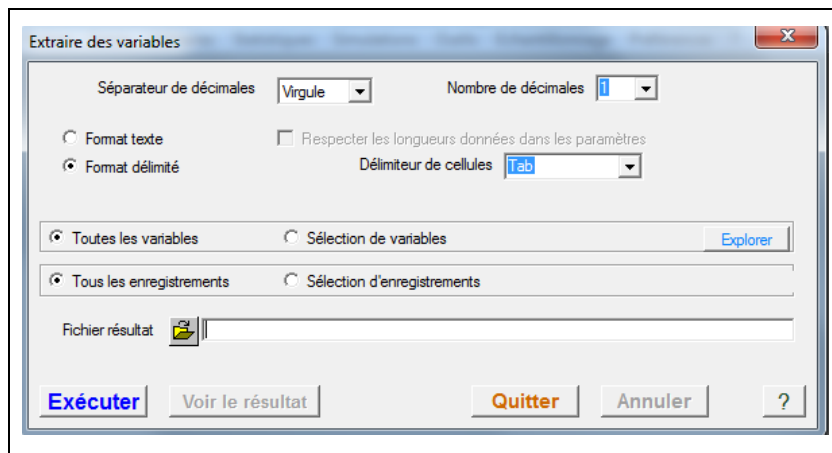 Extraire des variables
Séparateur de décimales Virgule Nombre de décimales 1
Format texte Respecter les longueurs données dans les paramètres
Format délimité Délimiteur de cellules Tab
Toutes les variables Sélection de variables Explorer
Tous les enregistrements Sélection d'enregistrements
Fichier résultat
Exécuter Voir le résultat Quitter Annuler ?